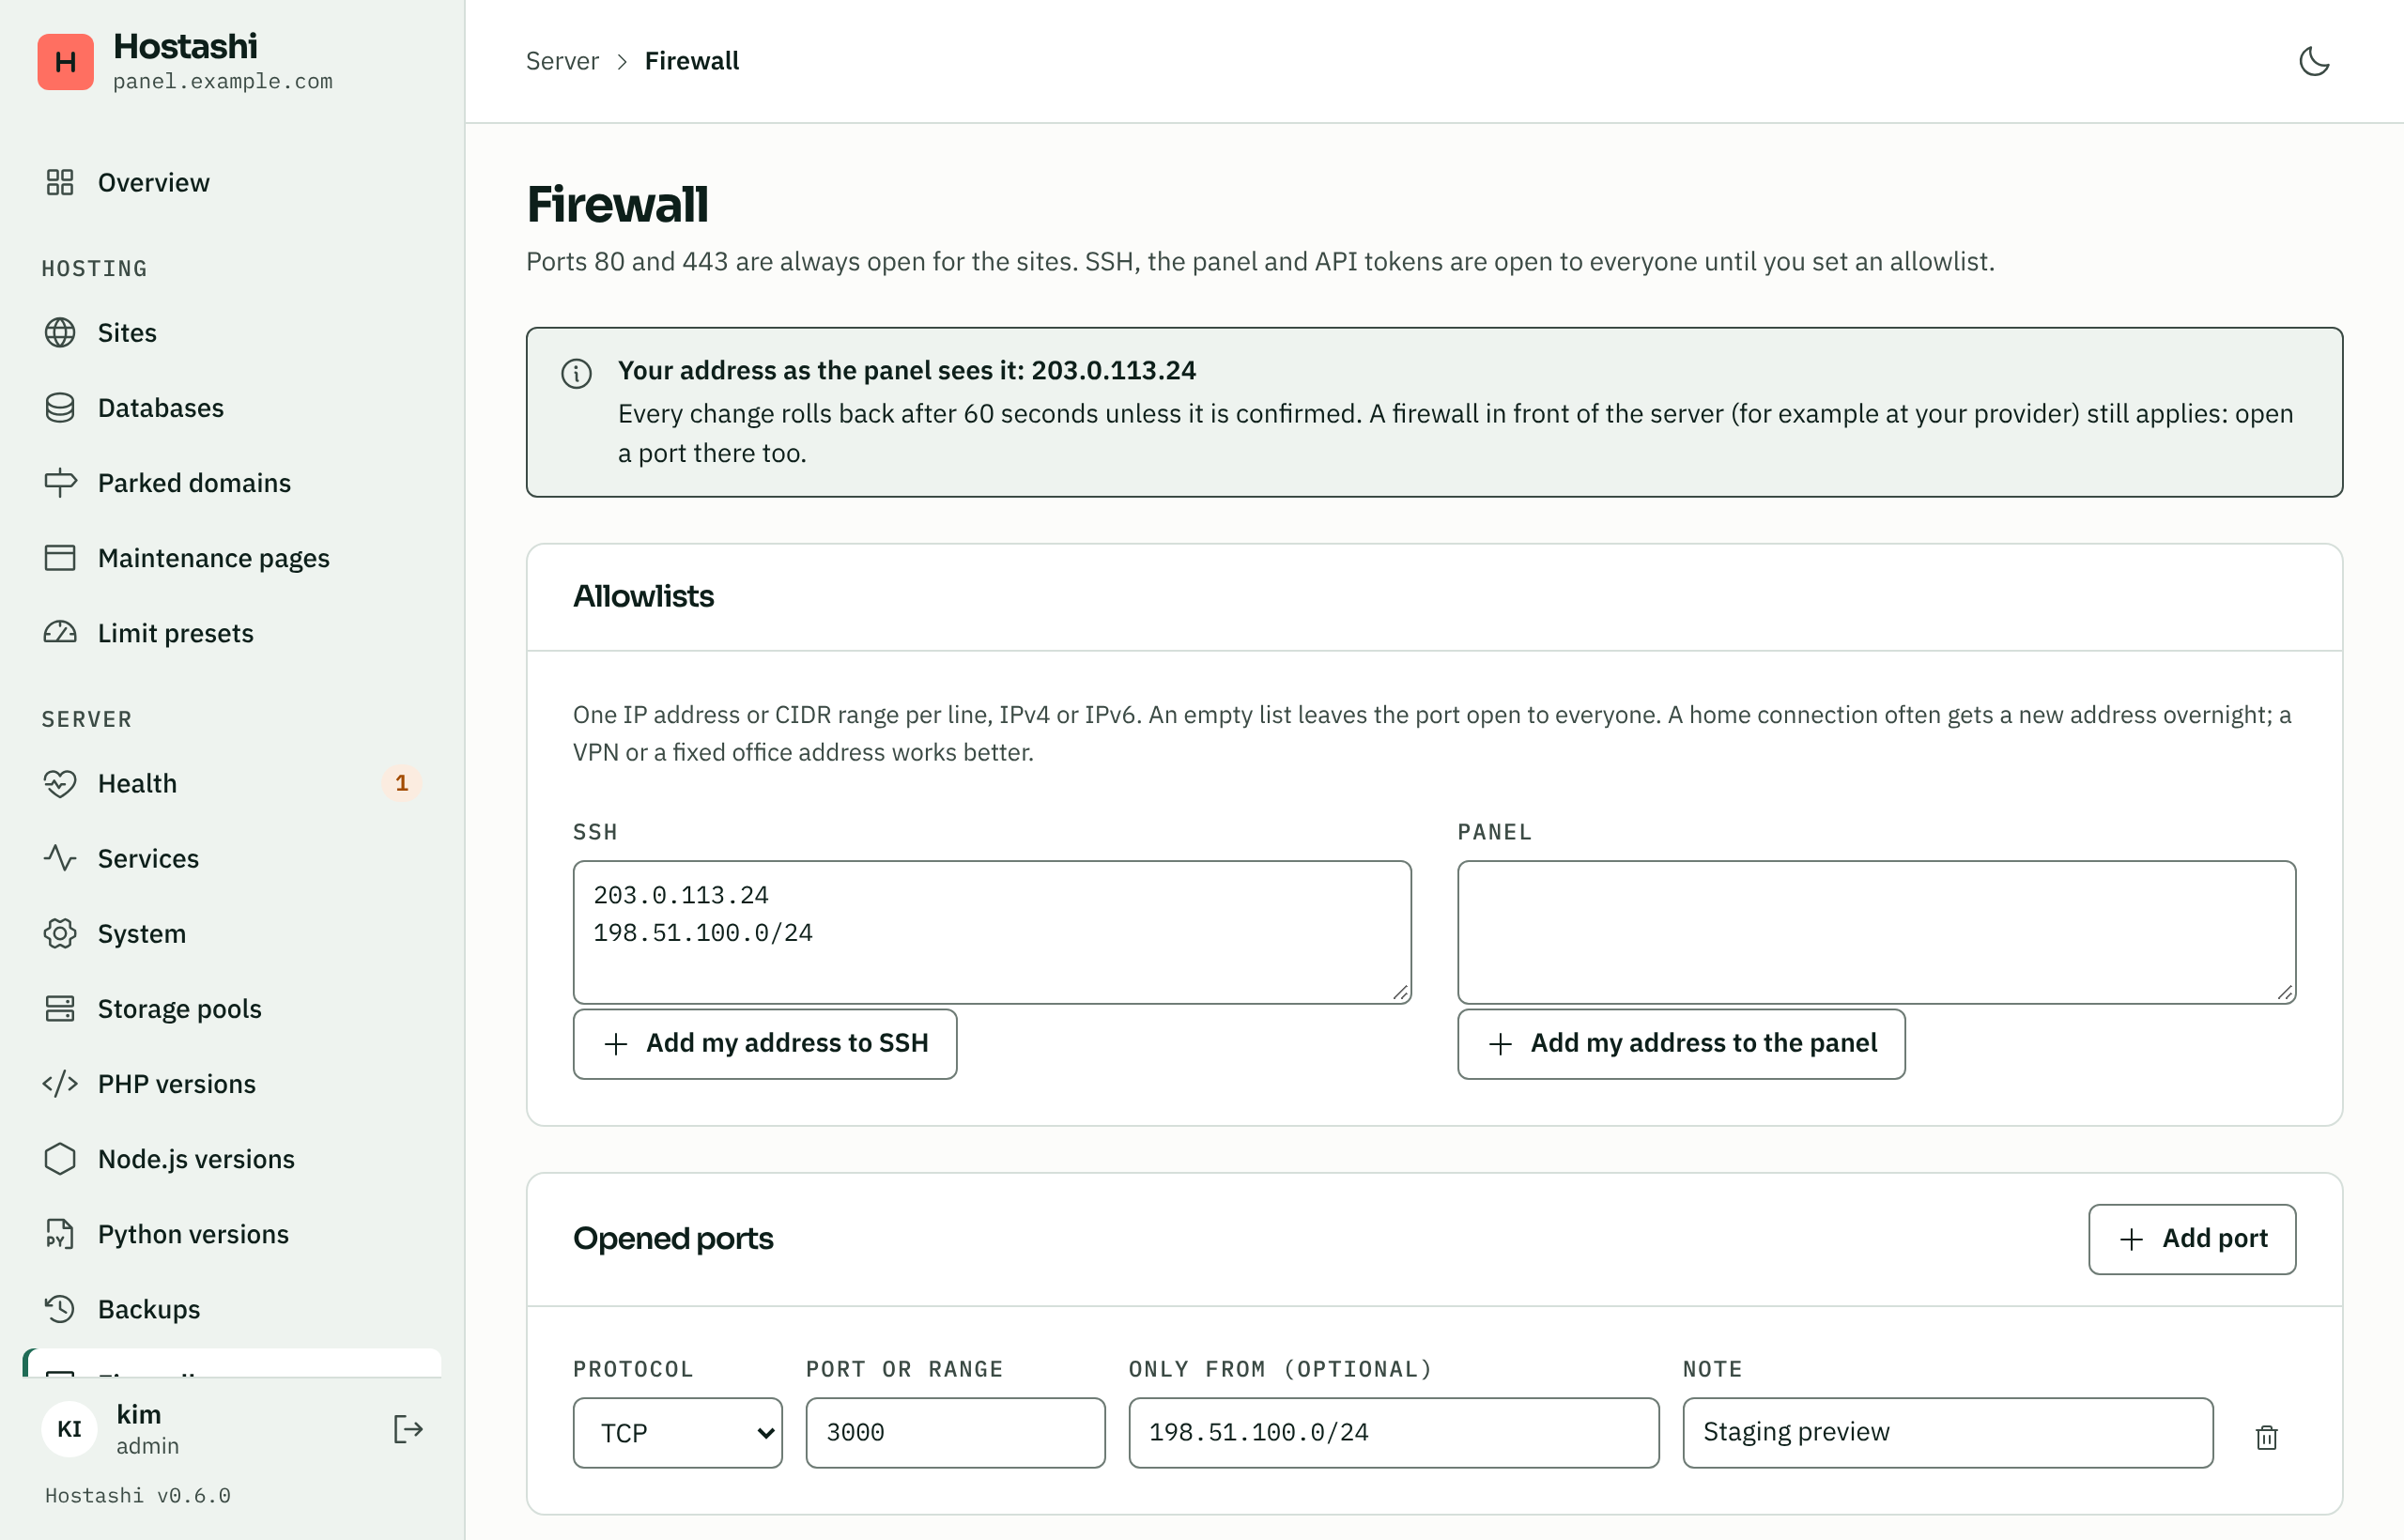 H
Hostashi
panel.example.com
Overview
HOSTING
Sites
Databases
Parked domains
Maintenance pages
Limit presets
SERVER
Health
1
Services
System
Storage pools
PHP versions
Node.js versions
PY
Python versions
Backups
KI
kim
admin
Hostashi v0.6.0
Server
Firewall
Firewall
Ports 80 and 443 are always open for the sites. SSH, the panel and API tokens are open to everyone until you set an allowlist.
Your address as the panel sees it: 203.0.113.24
Every change rolls back after 60 seconds unless it is confirmed. A firewall in front of the server (for example at your provider) still applies: open
a port there too.
Allowlists
One IP address or CIDR range per line, IPv4 or IPv6. An empty list leaves the port open to everyone. A home connection often gets a new address overnight; a
VPN or a fixed office address works better.
SSH
203.0.113.24
198.51.100.0/24
Add my address to SSH
PANEL
Add my address to the panel
Opened ports
Add port
PROTOCOL
PORT OR RANGE
ONLY FROM (OPTIONAL)
NOTE
TCP
3000
198.51.100.0/24
Staging preview